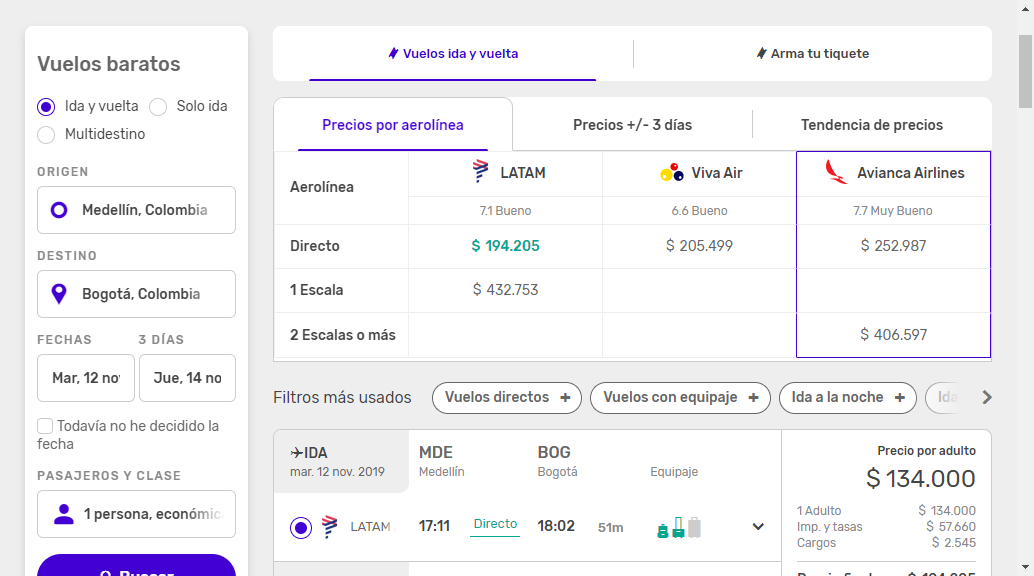 Vuelos baratos
Ida y vuelta Solo ida
Multidestino
ORIGEN
Medellín, Colombia
DESTINO
Bogotá, Colombia
FECHAS 3 DÍAS
Mar, 12 nov Jue, 14 no
Todavía no he decidido la
fecha
PASAJEROS Y CLASE
1 persona, económic
Buscar
Vuelos ida y vuelta Arma tu tiquete
Precios por aerolínea Precios +/- 3 días Tendencia de precios
Aerolínea LATAM Viva Air Avianca Airlines
7.1 Bueno 6.6 Bueno 7.7 Muy Bueno
Directo $ 194.205 $ 205.499 $ 252.987
1 Escala $ 432.753
2 Escalas o más $ 406.597
Filtros más usados Vuelos directos + Vuelos con equipaje + Ida a la noche + Ida
IDA MDE BOG
mar. 12 nov. 2019 Medellín Bogotá Equipaje
LATAM 17:11 Directo 18:02 51m
Precio por adulto
$ 134.000
1 Adulto $ 134.000
Imp. y tasas $ 57.660
Cargos $ 2.545